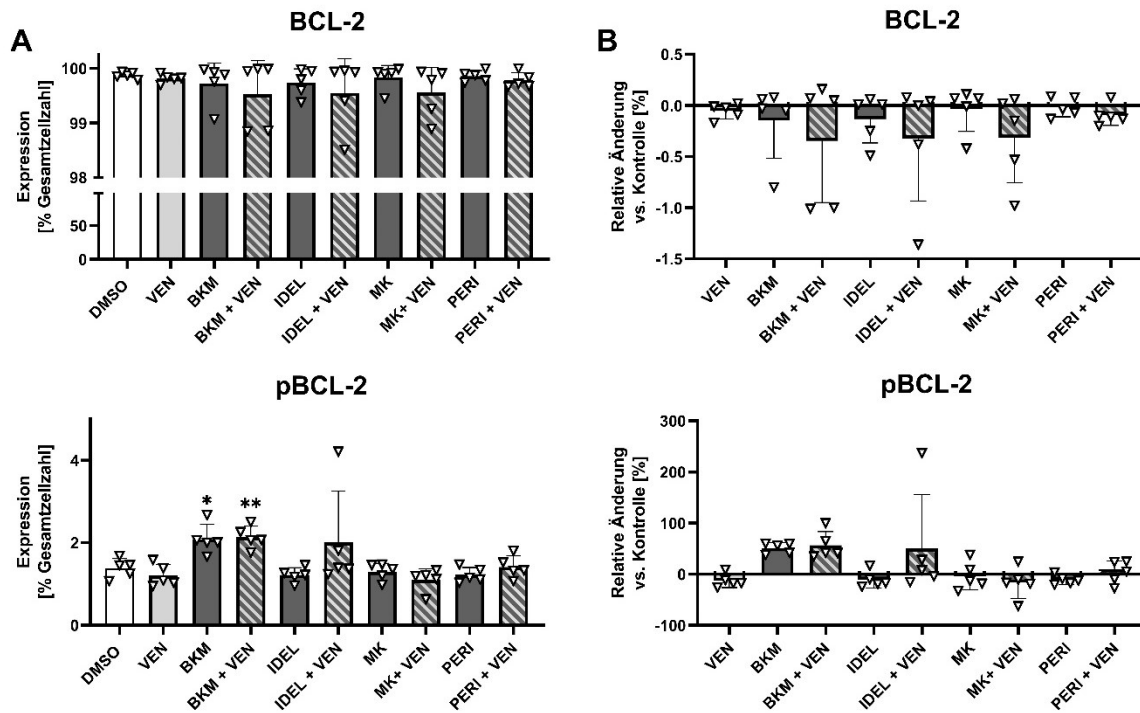 A
BCL-2
Expression
[% Gesamtzellzahl]
100
99
98
50
0
DMSO
VEN
BKM
BKM + VEN
IDEL
IDEL + VEN
MK
MK+ VEN
PERI
PERI + VEN
B
BCL-2
Relative Änderung
vs. Kontrolle [%]
0.5
0.0
-0.5
-1.0
-1.5
VEN
BKM
BKM + VEN
IDEL
IDEL + VEN
MK
MK+ VEN
PERI
PERI + VEN
pBCL-2
Expression
[% Gesamtzellzahl]
4
2
0
*
**
DMSO
VEN
BKM
BKM + VEN
IDEL
IDEL + VEN
MK
MK+ VEN
PERI
PERI + VEN
pBCL-2
Relative Änderung
vs. Kontrolle [%]
300
200
100
0
-100
VEN
BKM
BKM + VEN
IDEL
IDEL + VEN
MK
MK+ VEN
PERI
PERI + VEN